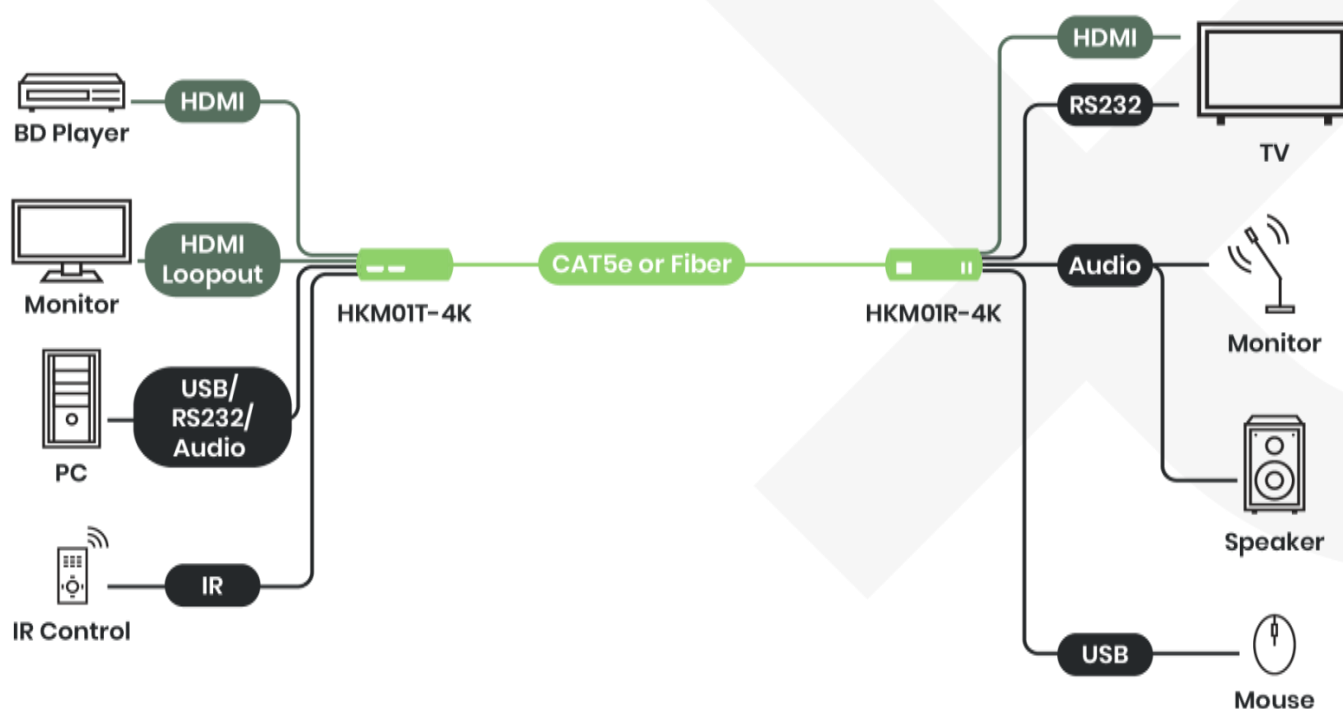 HDMI
BD Player
HDMI
Loopout
Monitor
USB/
RS232/
Audio
PC
IR
IR Control
HKM01T-4K
CAT5e or Fiber
HKM01R-4K
HDMI
RS232
TV
Audio
Monitor
Speaker
USB
Mouse